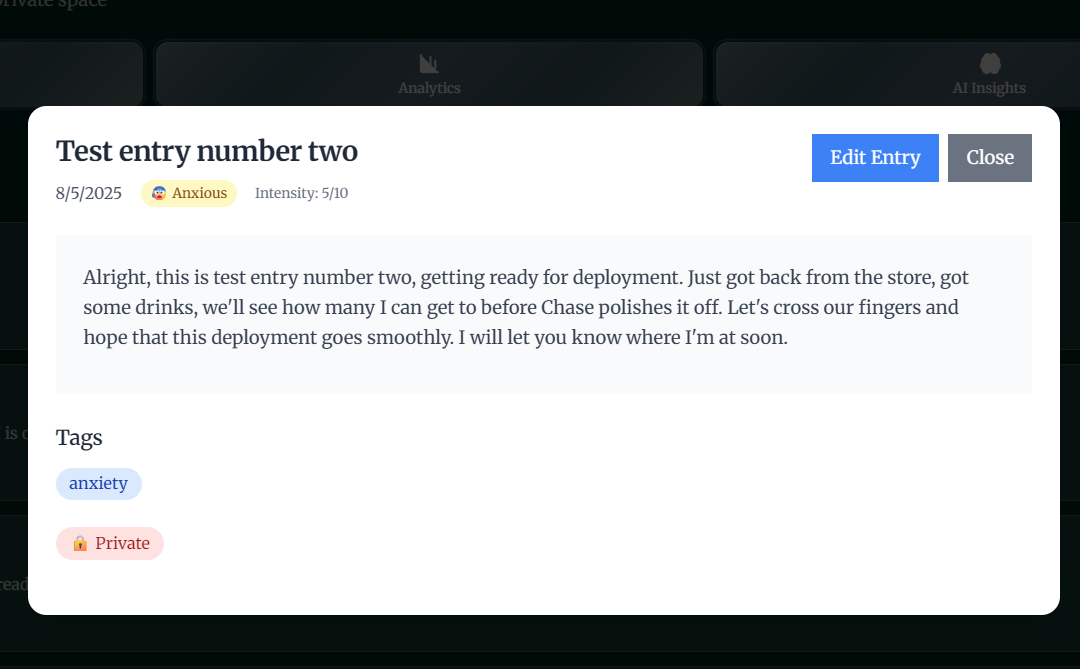 private space
Analytics
AI Insights
Test entry number two
Edit Entry
Close
8/5/2025
😰 Anxious
Intensity: 5/10
Alright, this is test entry number two, getting ready for deployment. Just got back from the store, got
some drinks, we'll see how many I can get to before Chase polishes it off. Let's cross our fingers and
hope that this deployment goes smoothly. I will let you know where I'm at soon.
Tags
anxiety
🔒 Private